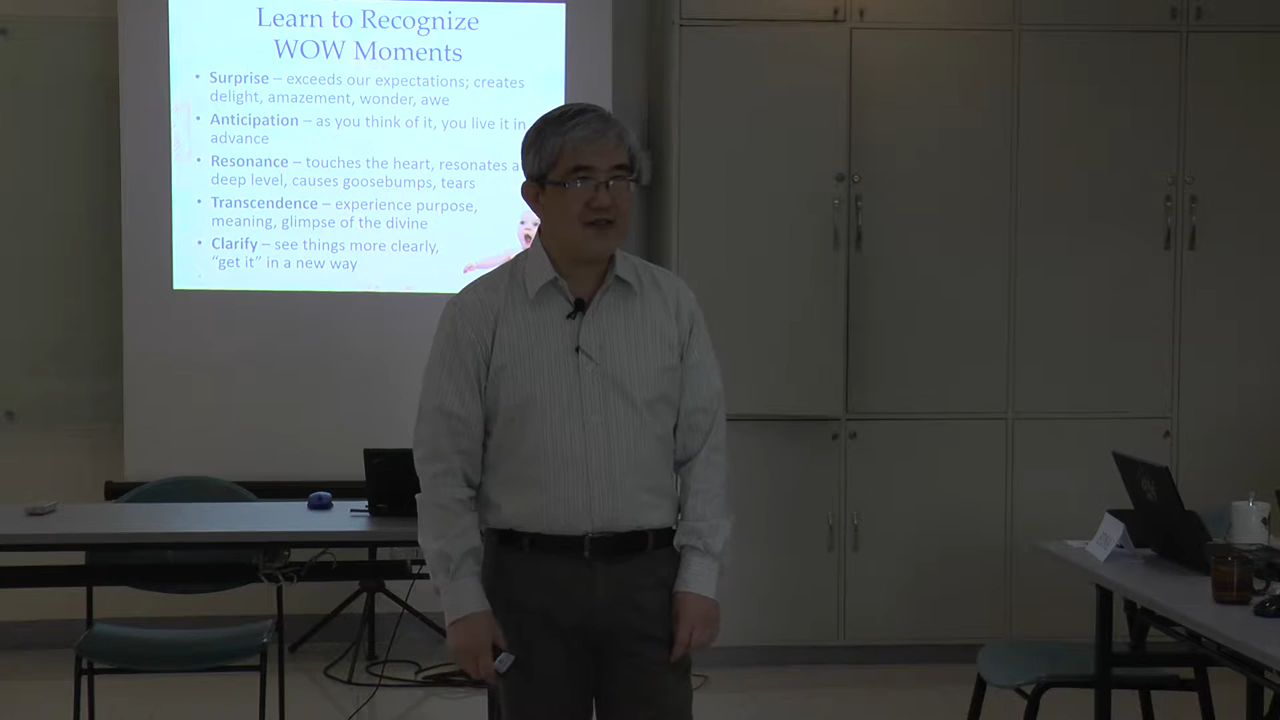 Learn to Recognize
WOW Moments
• Surprise – exceeds our expectations; creates
delight, amazement, wonder, awe
• Anticipation – as you think of it, you live it in
advance
• Resonance – touches the heart, resonates a
deep level, causes goosebumps, tears
• Transcendence – experience purpose,
meaning, glimpse of the divine
• Clarify – see things more clearly,
"get it" in a new way